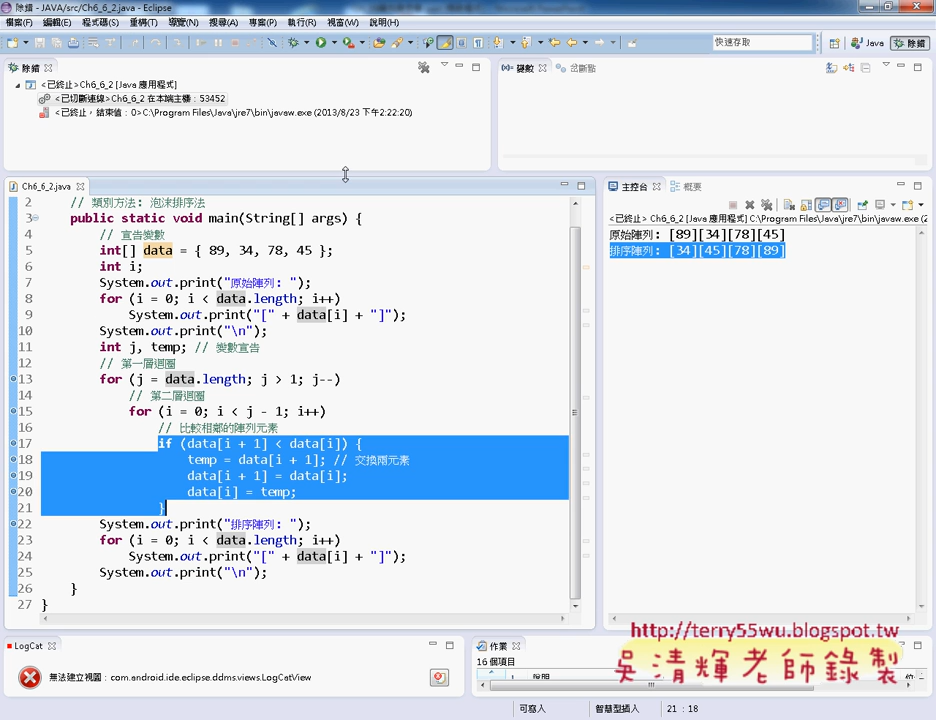 除錯 - JAVA/src/Ch6_6_2.java - Eclipse
檔案(F) 編輯(E) 程式碼(S) 重構(T) 導覽(N) 搜尋(A) 專案(P) 執行(R) 視窗(W) 說明(H)
快速存取 Java 除錯
除錯
<已終止>Ch6_6_2 [Java 應用程式]
<已切斷連線>Ch6_6_2 在本端主機：53452
<已終止，結束值：0>C:\Program Files\Java\jre7\bin\javaw.exe (2013/8/23 下午2:22:20)
(x)= 變數 岔斷點
Ch6_6_2.java
2 // 類別方法: 泡沫排序法
3 public static void main(String[] args) {
4 // 宣告變數
5 int[] data = { 89, 34, 78, 45 };
6 int i;
7 System.out.print("原始陣列: ");
8 for (i = 0; i < data.length; i++)
9 System.out.print("[" + data[i] + "]");
10 System.out.print("\n");
11 int j, temp; // 變數宣告
12 // 第一層迴圈
13 for (j = data.length; j > 1; j--)
14 // 第二層迴圈
15 for (i = 0; i < j - 1; i++)
16 // 比較相鄰的陣列元素
17 if (data[i + 1] < data[i]) {
18 temp = data[i + 1]; // 交換兩元素
19 data[i + 1] = data[i];
20 data[i] = temp;
21 }
22 System.out.print("排序陣列: ");
23 for (i = 0; i < data.length; i++)
24 System.out.print("[" + data[i] + "]");
25 System.out.print("\n");
26 }
27 }
主控台 概要
<已終止> Ch6_6_2 [Java 應用程式] C:\Program Files\Java\jre7\bin\javaw.exe (2
原始陣列: [89][34][78][45]
排序陣列: [34][45][78][89]
LogCat
無法建立視圖：com.android.ide.eclipse.ddms.views.LogCatView
作業
16 個項目
說明
http://terry55wu.blogspot.tw
吳清輝老師錄製
可寫入 智慧型插入 21：18